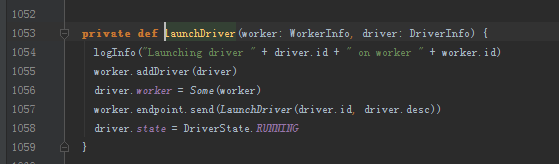 1052
1053 private def launchDriver(worker: WorkerInfo, driver: DriverInfo) {
1054 logInfo("Launching driver " + driver.id + " on worker " + worker.id)
1055 worker.addDriver(driver)
1056 driver.worker = Some(worker)
1057 worker.endpoint.send(LaunchDriver(driver.id, driver.desc))
1058 driver.state = DriverState.RUNNING
1059 }